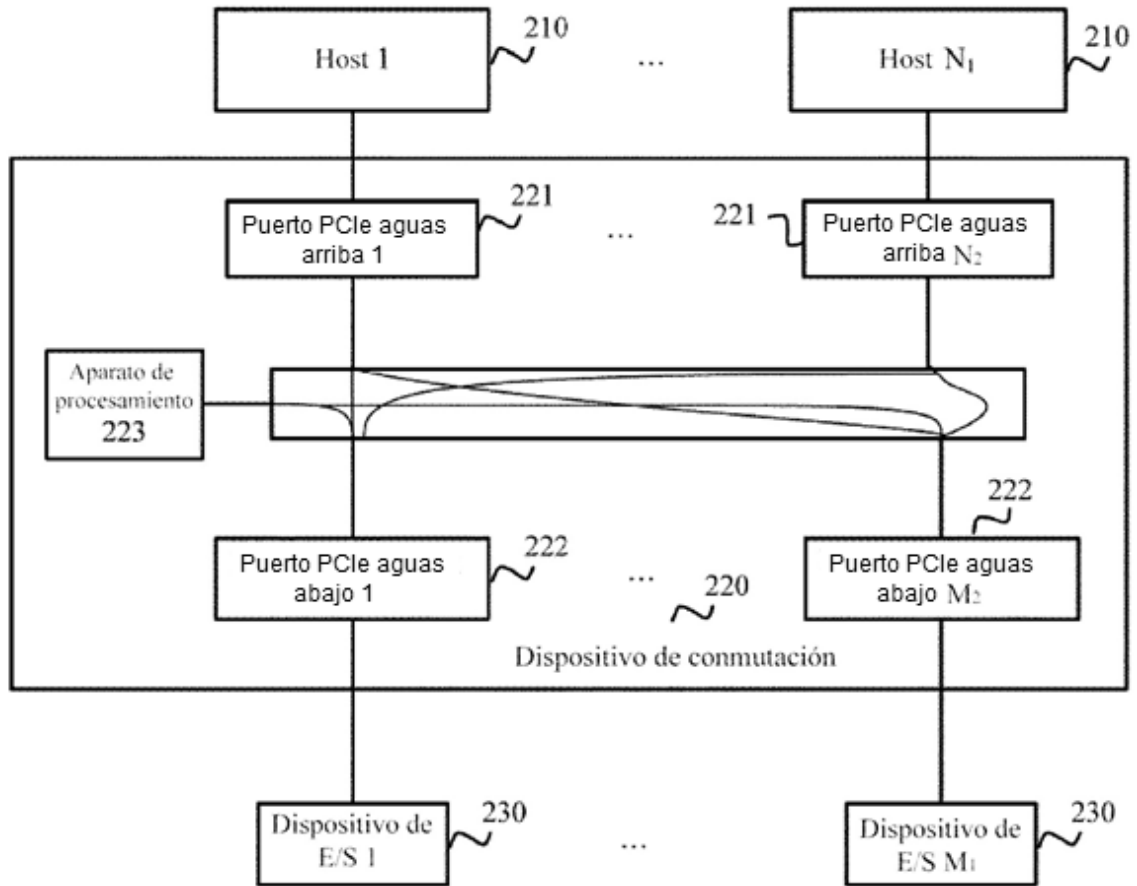 Host 1
210
...
Host N₁
210
Puerto PCIe aguas
arriba 1
221
...
221
Puerto PCIe aguas
arriba N₂
Aparato de
procesamiento
223
Puerto PCIe aguas
abajo 1
222
...
220
222
Puerto PCIe aguas
abajo M₂
Dispositivo de conmutación
Dispositivo de
E/S 1
230
...
Dispositivo de
E/S M₁
230